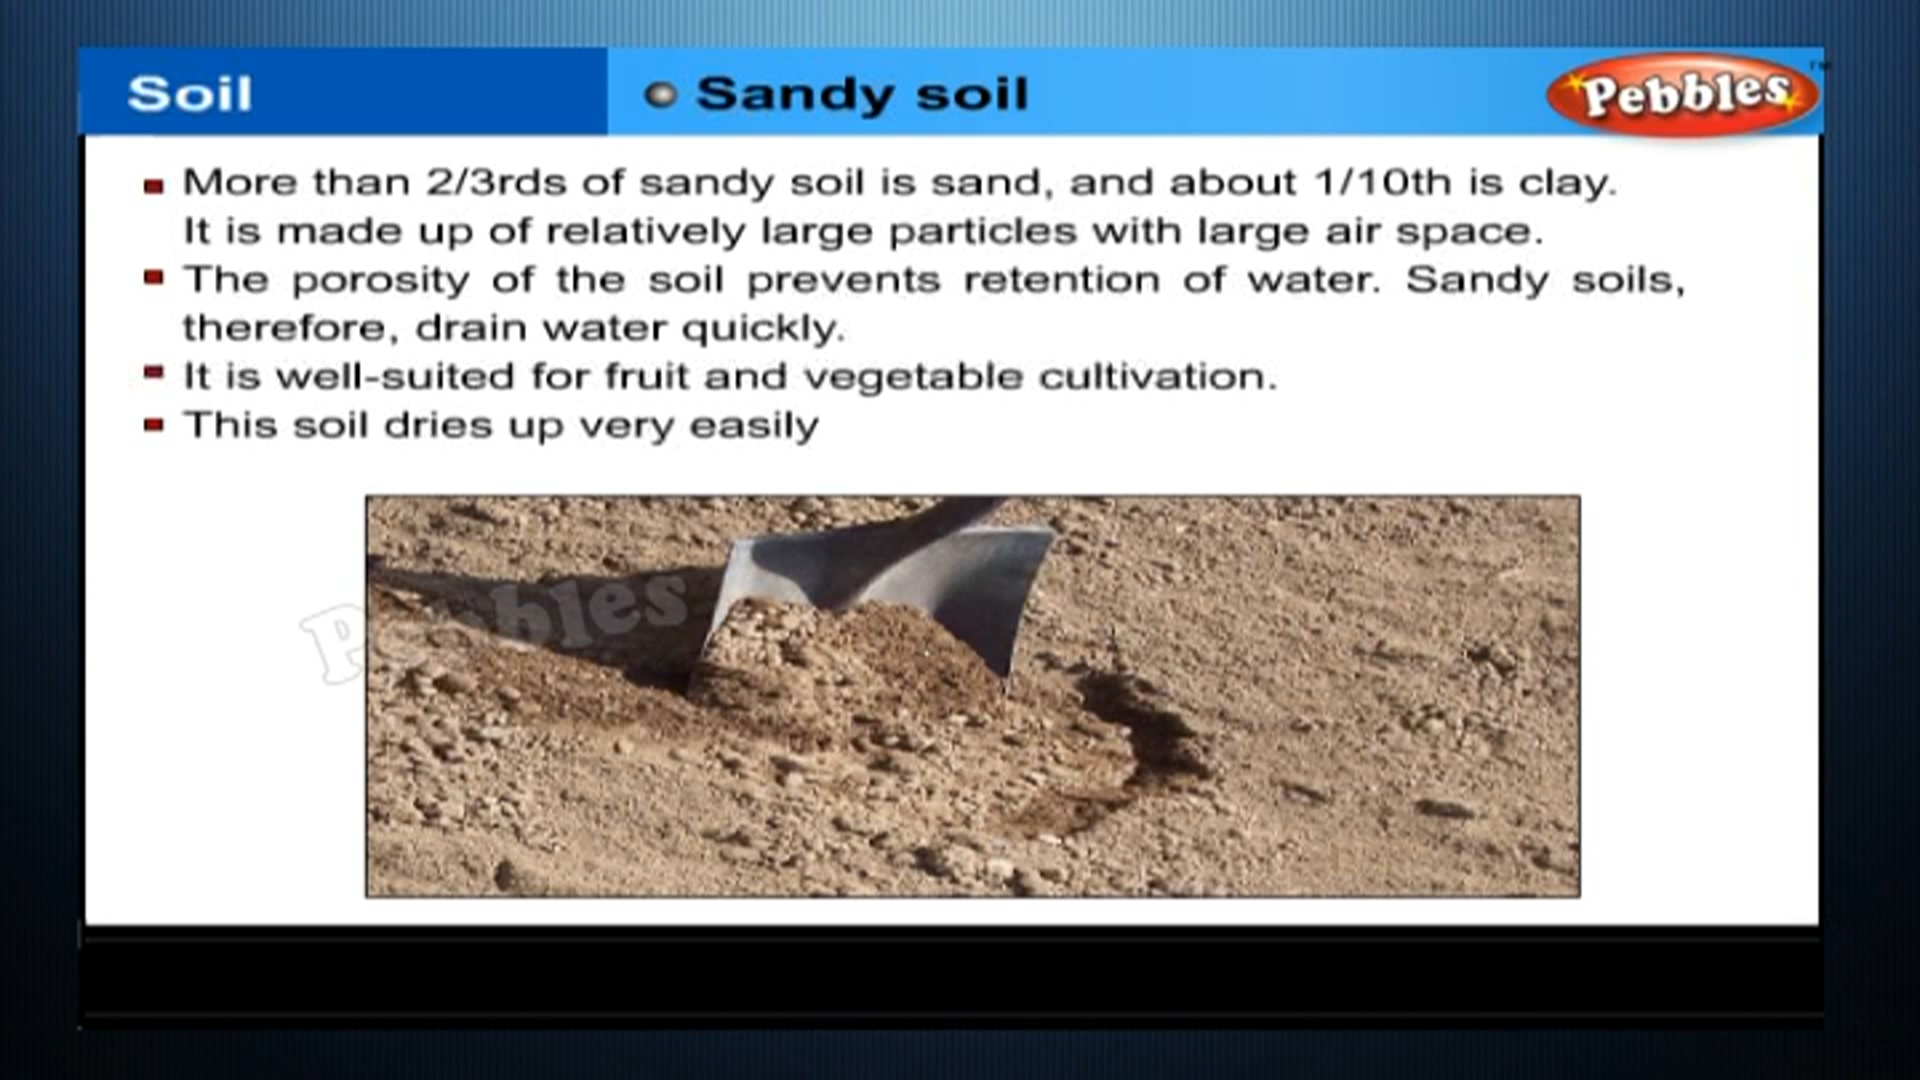 Soil
Sandy soil
Pebbles
TM
More than 2/3rds of sandy soil is sand, and about 1/10th is clay.
It is made up of relatively large particles with large air space.
The porosity of the soil prevents retention of water. Sandy soils,
therefore, drain water quickly.
It is well-suited for fruit and vegetable cultivation.
This soil dries up very easily
Pebbles